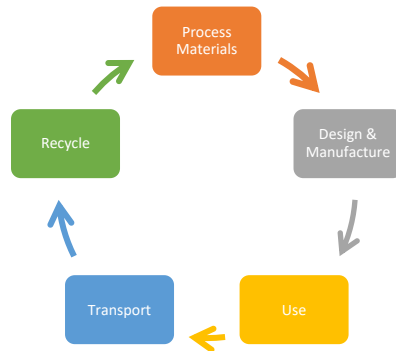 Process
Materials
Design &
Manufacture
Use
Transport
Recycle